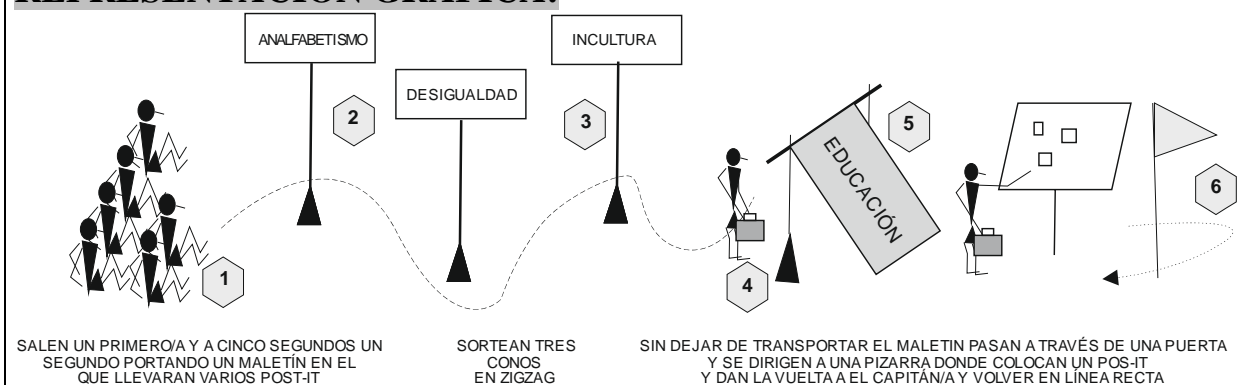 REPRESENTACIÓN GRÁFICA:
ANALFABETISMO
DESIGUALDAD
INCULTURA
EDUCACIÓN
1
2
3
4
5
6
SALEN UN PRIMERO/A Y A CINCO SEGUNDOS UN
SEGUNDO PORTANDO UN MALETÍN EN EL
QUE LLEVARAN VARIOS POST-IT
SORTEAN TRES
CONOS
EN ZIGZAG
SIN DEJAR DE TRANSPORTAR EL MALETIN PASAN A TRAVÉS DE UNA PUERTA
Y SE DIRIGEN A UNA PIZARRA DONDE COLOCAN UN POS-IT
Y DAN LA VUELTA A EL CAPITÁN/A Y VOLVER EN LÍNEA RECTA